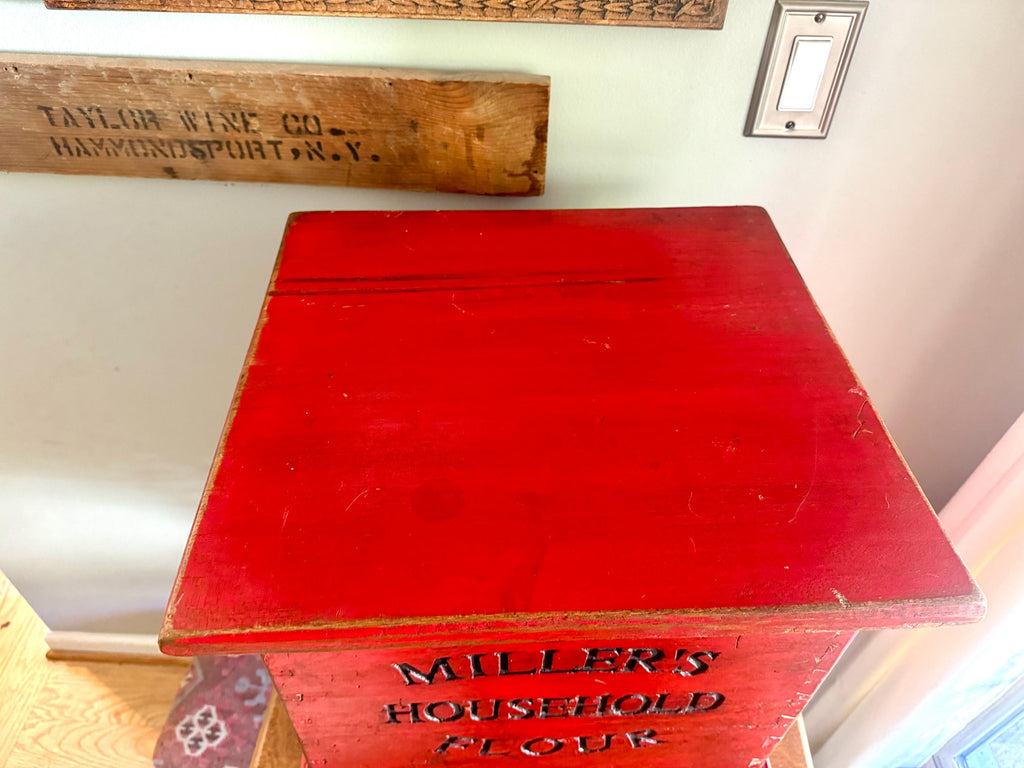 TAYLOR WINE CO.
HAMMONDSPORT, N.Y.
MILLER'S
HOUSEHOLD
FLOUR